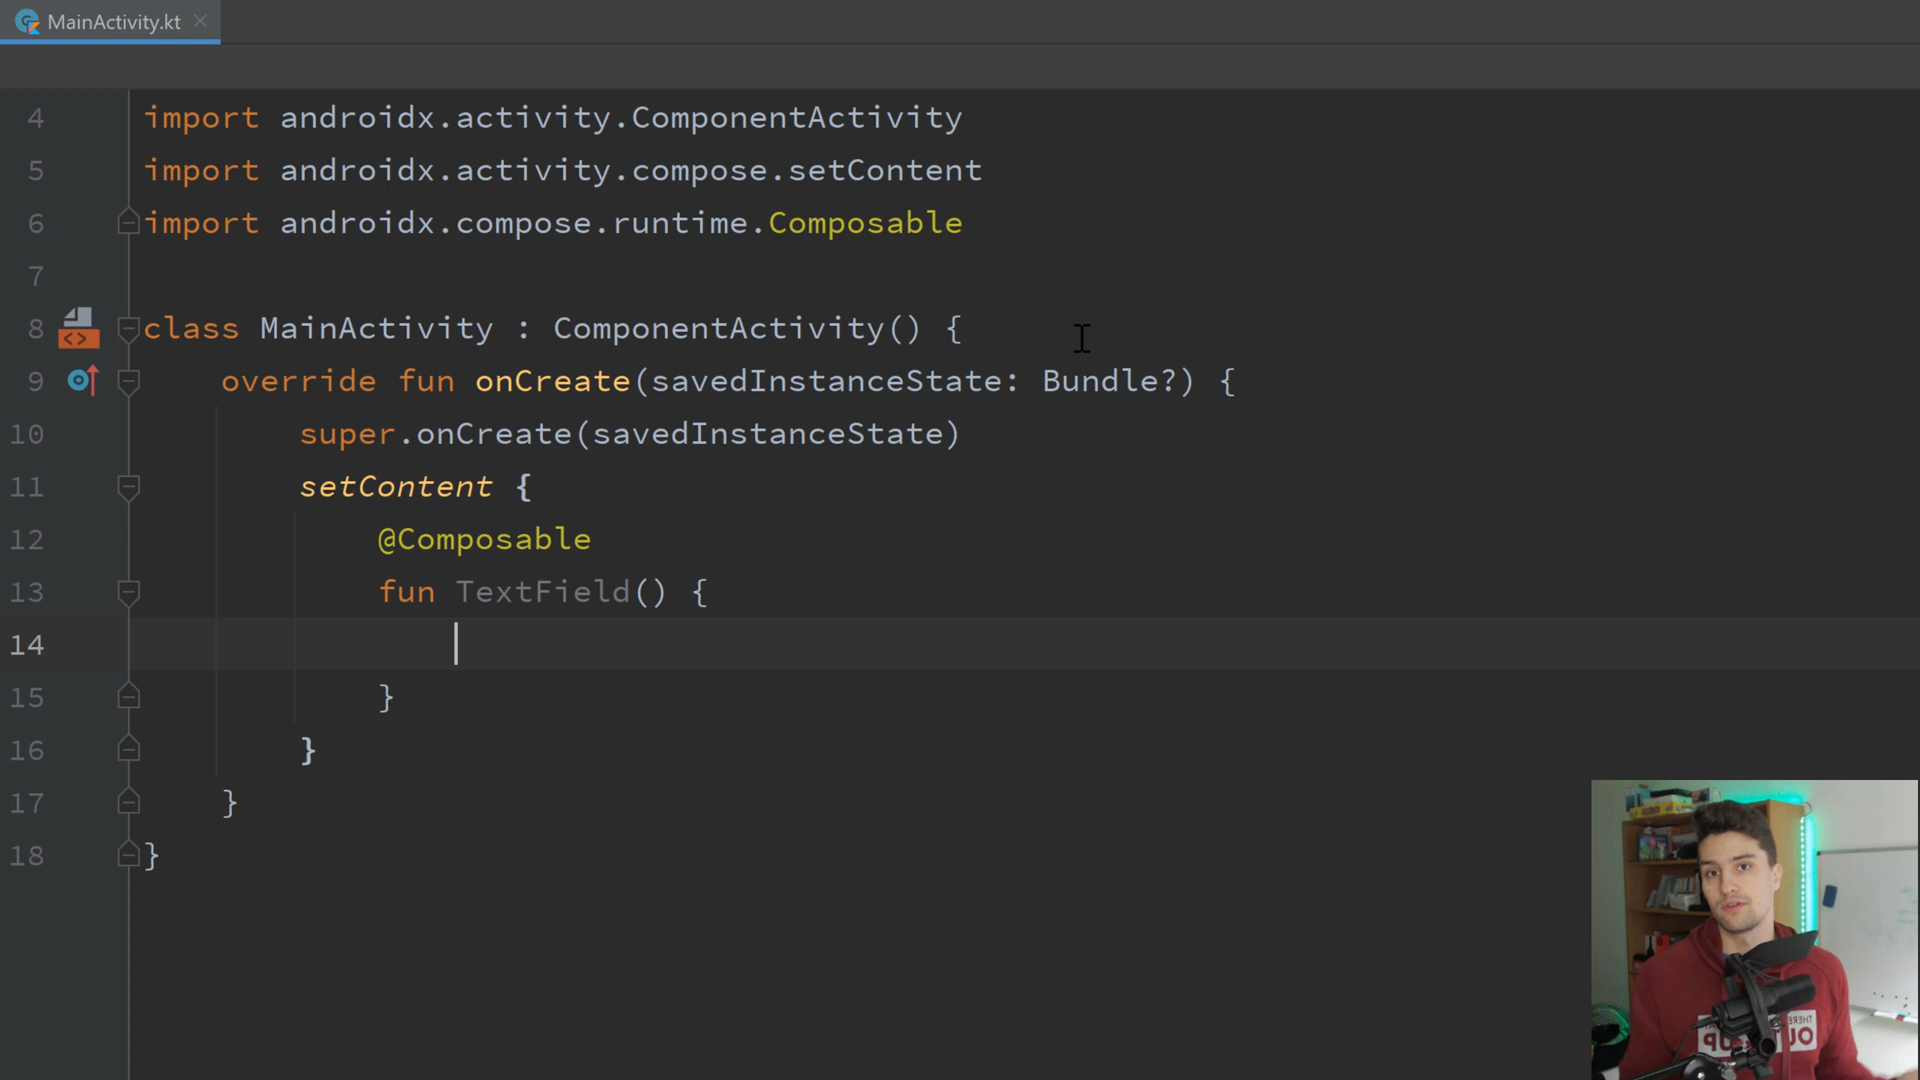 MainActivity.kt
4 import androidx.activity.ComponentActivity
5 import androidx.activity.compose.setContent
6 import androidx.compose.runtime.Composable
7
8 class MainActivity : ComponentActivity() {
9 override fun onCreate(savedInstanceState: Bundle?) {
10 super.onCreate(savedInstanceState)
11 setContent {
12 @Composable
13 fun TextField() {
14
15 }
16 }
17 }
18 }